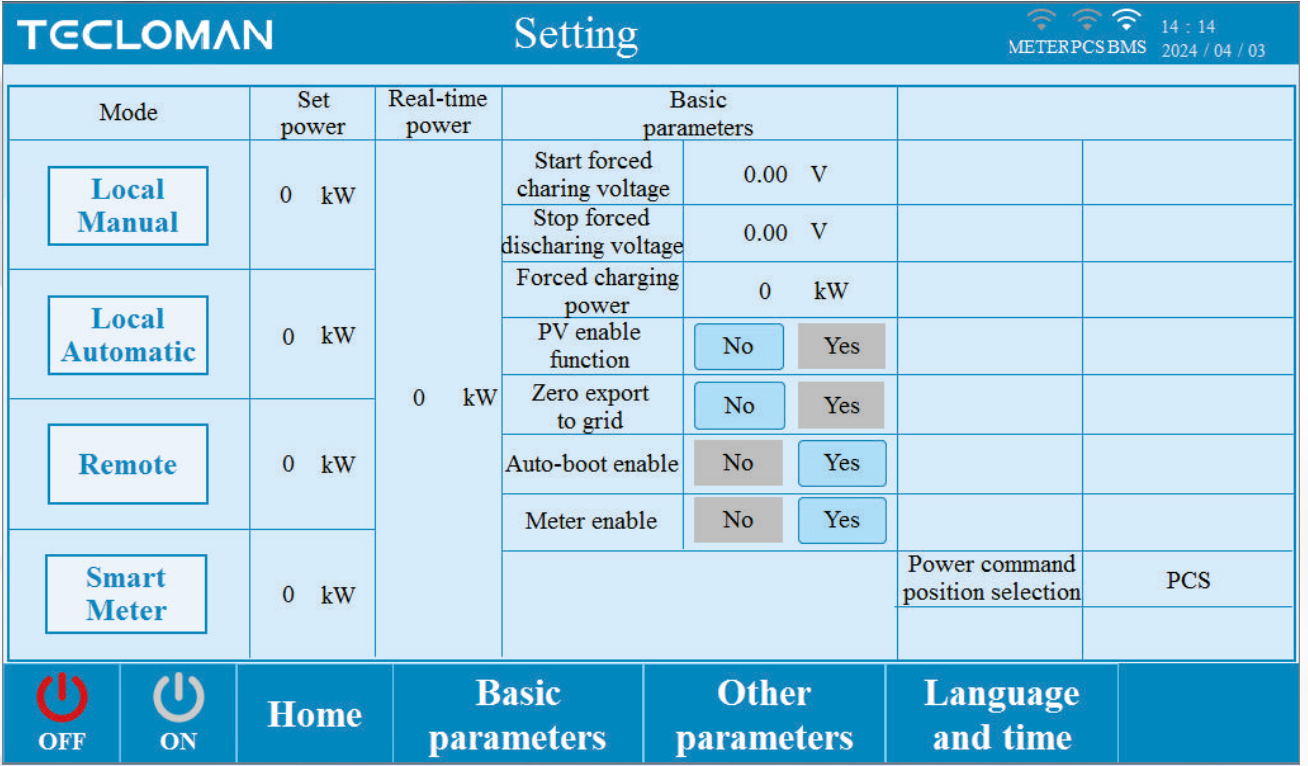 TECLOMAN
Setting
METER PCS BMS
14 : 14
2024 / 04 / 03
Mode
Set
power
Real-time
power
Basic
parameters
Local
Manual
0 kW
Local
Automatic
0 kW
Remote
0 kW
Smart
Meter
0 kW
0 kW
Start forced
charing voltage
0.00 V
Stop forced
discharing voltage
0.00 V
Forced charging
power
0 kW
PV enable
function
No Yes
Zero export
to grid
No Yes
Auto-boot enable
No Yes
Meter enable
No Yes
Power command
position selection
PCS
OFF
ON
Home
Basic
parameters
Other
parameters
Language
and time